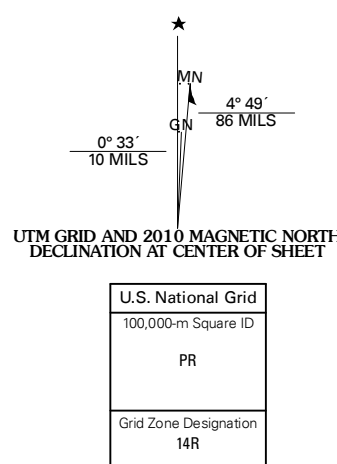 MN
4° 49´
86 MILS
GN
0° 33´
10 MILS
UTM GRID AND 2010 MAGNETIC NORTH
DECLINATION AT CENTER OF SHEET
U.S. National Grid
100,000-m Square ID
PR
Grid Zone Designation
14R